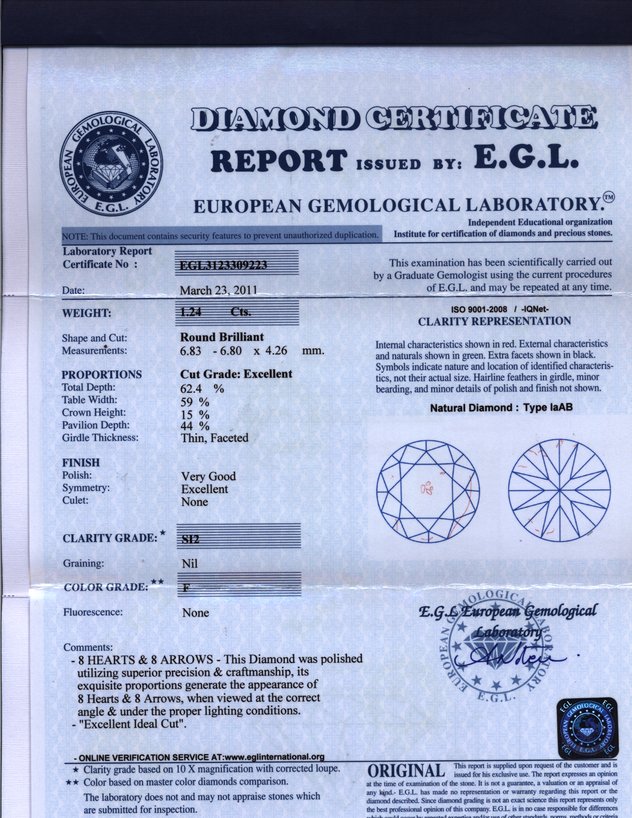 DIAMOND CERTIFICATE
REPORT ISSUED BY: E.G.L.
EUROPEAN GEMOLOGICAL LABORATORY.™
Independent Educational organization
Institute for certification of diamonds and precious stones.
EUROPEAN GEMOLOGICAL LABORATORY
E.G.L.
NOTE: This document contains security features to prevent unauthorized duplication.
Laboratory Report
Certificate No : EGL3123309223
Date: March 23, 2011
WEIGHT: 1.24 Cts.
Shape and Cut: Round Brilliant
Measurements: 6.83 - 6.80 x 4.26 mm.
PROPORTIONS Cut Grade: Excellent
Total Depth: 62.4 %
Table Width: 59 %
Crown Height: 15 %
Pavilion Depth: 44 %
Girdle Thickness: Thin, Faceted
FINISH
Polish: Very Good
Symmetry: Excellent
Culet: None
CLARITY GRADE: ★ SI2
Graining: Nil
COLOR GRADE: ★★ F
Fluorescence: None
Comments:
- 8 HEARTS & 8 ARROWS - This Diamond was polished
utilizing superior precision & craftmanship, its
exquisite proportions generate the appearance of
8 Hearts & 8 Arrows, when viewed at the correct
angle & under the proper lighting conditions.
- "Excellent Ideal Cut".
- ONLINE VERIFICATION SERVICE AT:www.eglinternational.org
★ Clarity grade based on 10 X magnification with corrected loupe.
★★ Color based on master color diamonds comparison.
The laboratory does not and may not appraise stones which
are submitted for inspection.
This examination has been scientifically carried out
by a Graduate Gemologist using the current procedures
of E.G.L. and may be repeated at any time.
ISO 9001-2008 / -IQNet-
CLARITY REPRESENTATION
Internal characteristics shown in red. External characteristics
and naturals shown in green. Extra facets shown in black.
Symbols indicate nature and location of identified characteris-
tics, not their actual size. Hairline feathers in girdle, minor
bearding, and minor details of polish and finish not shown.
Natural Diamond : Type IaAB
E.G.L European Gemological
Laboratory
EUROPEAN GEMOLOGICAL LABORATORY
E.G.L.
EGL EGL
EGL EGL
ORIGINAL This report is supplied upon request of the customer and is
issued for his exclusive use. The report expresses an opinion
at the time of examination of the stone. It is not a guarantee, a valuation or an appraisal of
any kind.- E.G.L. has made no representation or warranty regarding this report or the
diamond described. Since diamond grading is not an exact science this report represents only
the best professional opinion of this company. E.G.L. is in no case responsible for differences